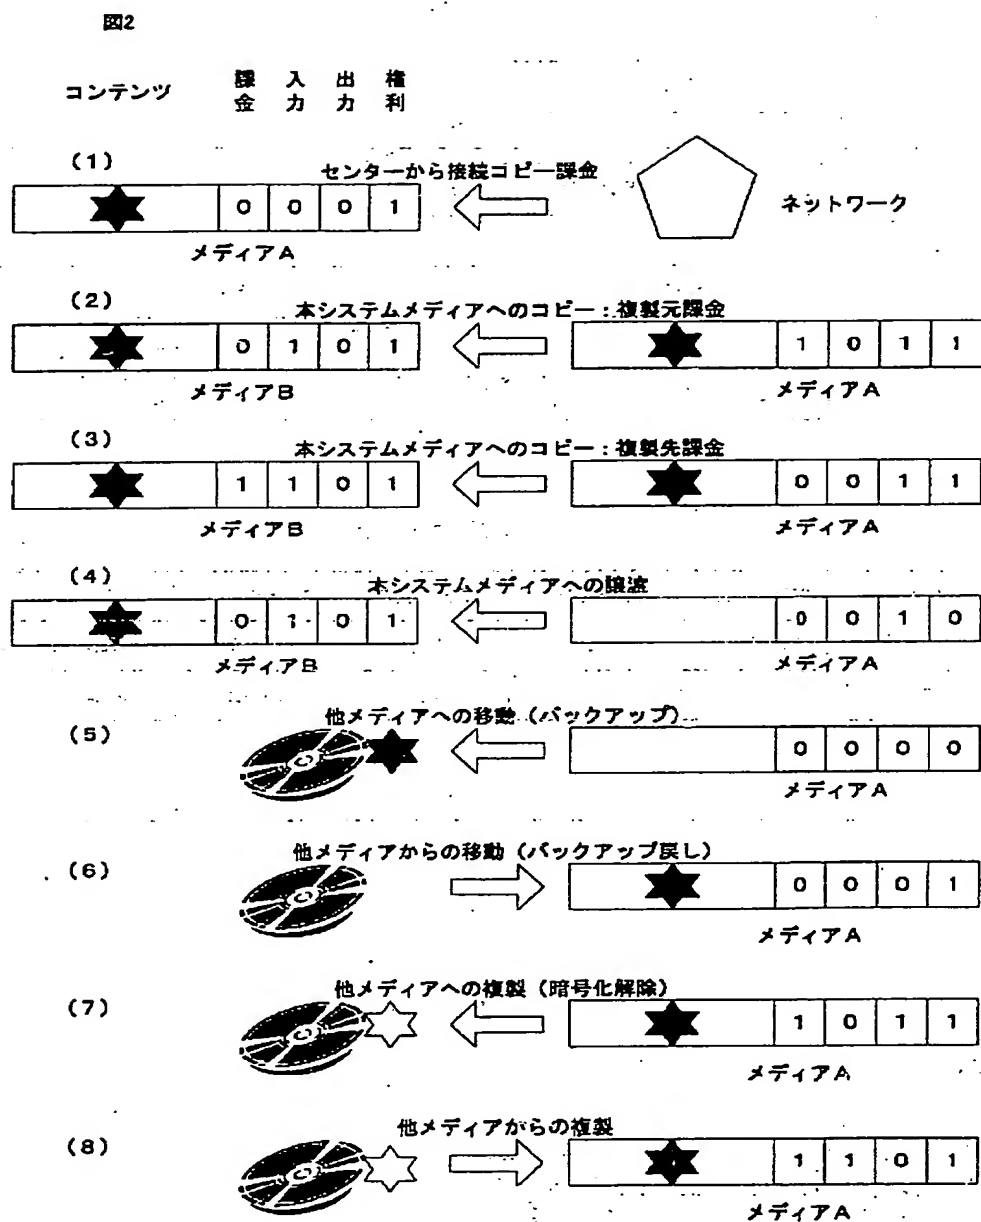 図2
コンテンツ 課金 入力 出力 権利
(1)
センターから接続コピー課金
0 0 0 1
ネットワーク
メディアA
(2)
本システムメディアへのコピー：複製元課金
0 1 0 1
1 0 1 1
メディアB
メディアA
(3)
本システムメディアへのコピー：複製先課金
1 1 0 1
0 0 1 1
メディアB
メディアA
(4)
本システムメディアへの譲渡
0 1 0 1
0 0 1 0
メディアB
メディアA
(5)
他メディアへの移動（バックアップ）
0 0 0 0
メディアA
(6)
他メディアからの移動（バックアップ戻し）
0 0 0 1
メディアA
(7)
他メディアへの複製（暗号化解除）
1 0 1 1
メディアA
(8)
他メディアからの複製
1 1 0 1
メディアA